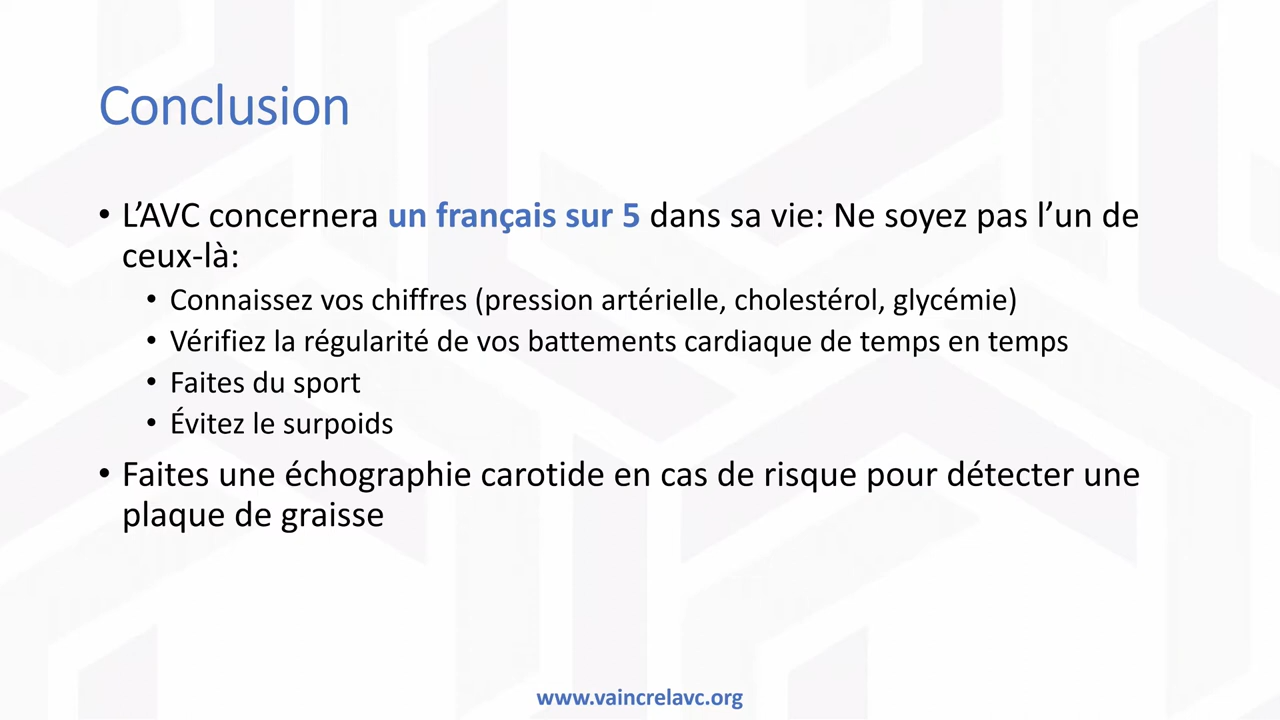 Conclusion
• L’AVC concernera un français sur 5 dans sa vie: Ne soyez pas l’un de
ceux-là:
• Connaissez vos chiffres (pression artérielle, cholestérol, glycémie)
• Vérifiez la régularité de vos battements cardiaque de temps en temps
• Faites du sport
• Évitez le surpoids
• Faites une échographie carotide en cas de risque pour détecter une
plaque de graisse
www.vaincrelavc.org